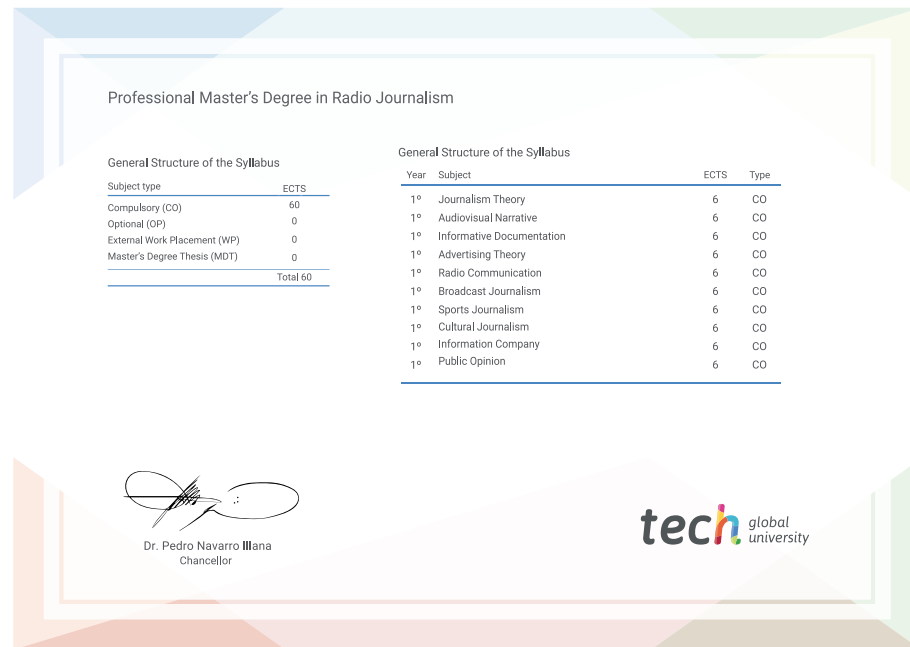 Professional Master's Degree in Radio Journalism
General Structure of the Syllabus
Subject type ECTS
Compulsory (CO) 60
Optional (OP) 0
External Work Placement (WP) 0
Master's Degree Thesis (MDT) 0
Total 60
General Structure of the Syllabus
Year Subject ECTS Type
1º Journalism Theory 6 CO
1º Audiovisual Narrative 6 CO
1º Informative Documentation 6 CO
1º Advertising Theory 6 CO
1º Radio Communication 6 CO
1º Broadcast Journalism 6 CO
1º Sports Journalism 6 CO
1º Cultural Journalism 6 CO
1º Information Company 6 CO
1º Public Opinion 6 CO
Dr. Pedro Navarro Illana
Chancellor
tech global
university